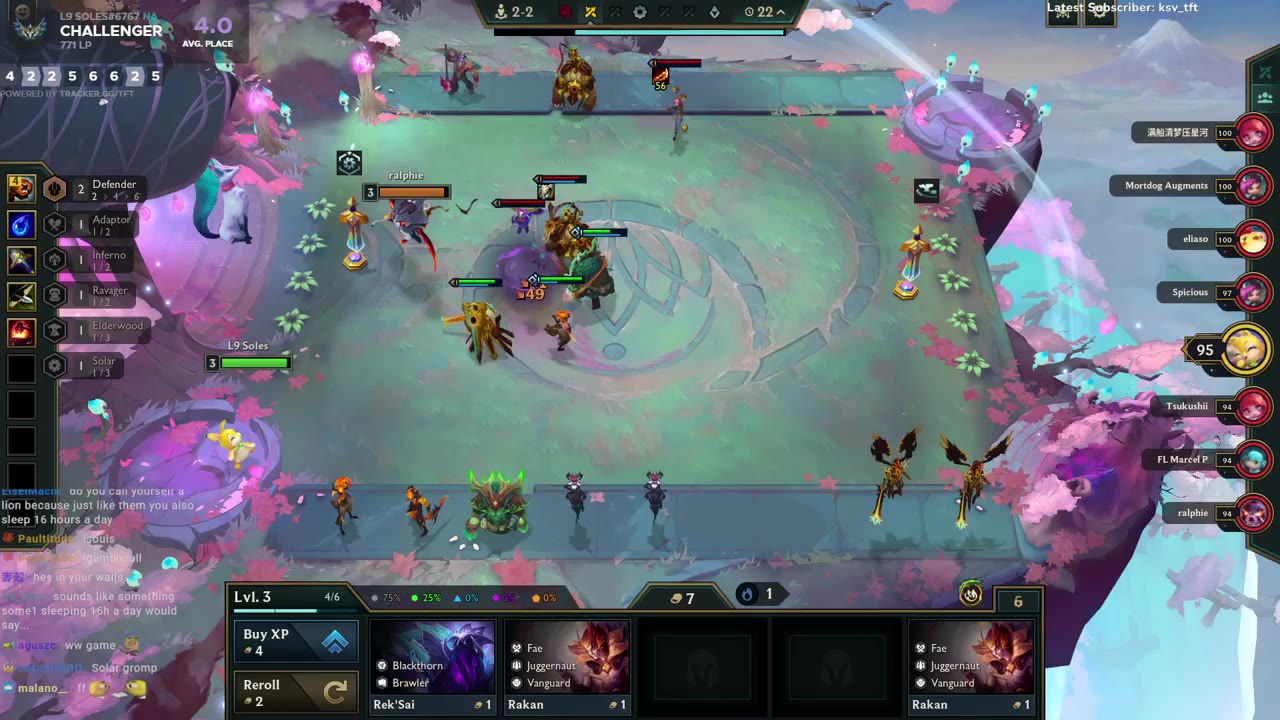 L9 SOLES#6767 NA
CHALLENGER
771 LP
4.0
AVG. PLACE
4 2 2 5 6 6 2 5
POWERED BY TRACKER.GG/TFT
2-2
22
Latest Subscriber: ksv_tft
2 Defender
2 > 4 > 6
1 Adaptor
1 / 2
1 Inferno
1 / 2
1 Ravager
1 / 2
1 Elderwood
1 / 3
1 Solar
1 / 3
满船清梦压星河 100
Mortdog Augments 100
eliaso 100
Spicious 97
95
Tsukushii 94
FL Marcel P 94
ralphie 94
56
ralphie
3
49
L9 Soles
3
do you call yourself a
lion because just like them you also
sleep 16 hours a day
Paultitude: !souls
!gamble all
hes in your walls
sounds like something
some1 sleeping 16h a day would
say...
aguszc: ww game
Solar gromp
malano__ ff
Lvl. 3
4/6
75% 25% 0% 0% 0%
7
1
6
Buy XP
4
Reroll
2
Blackthorn
Brawler
Rek'Sai 1
Fae
Juggernaut
Vanguard
Rakan 1
Fae
Juggernaut
Vanguard
Rakan 1